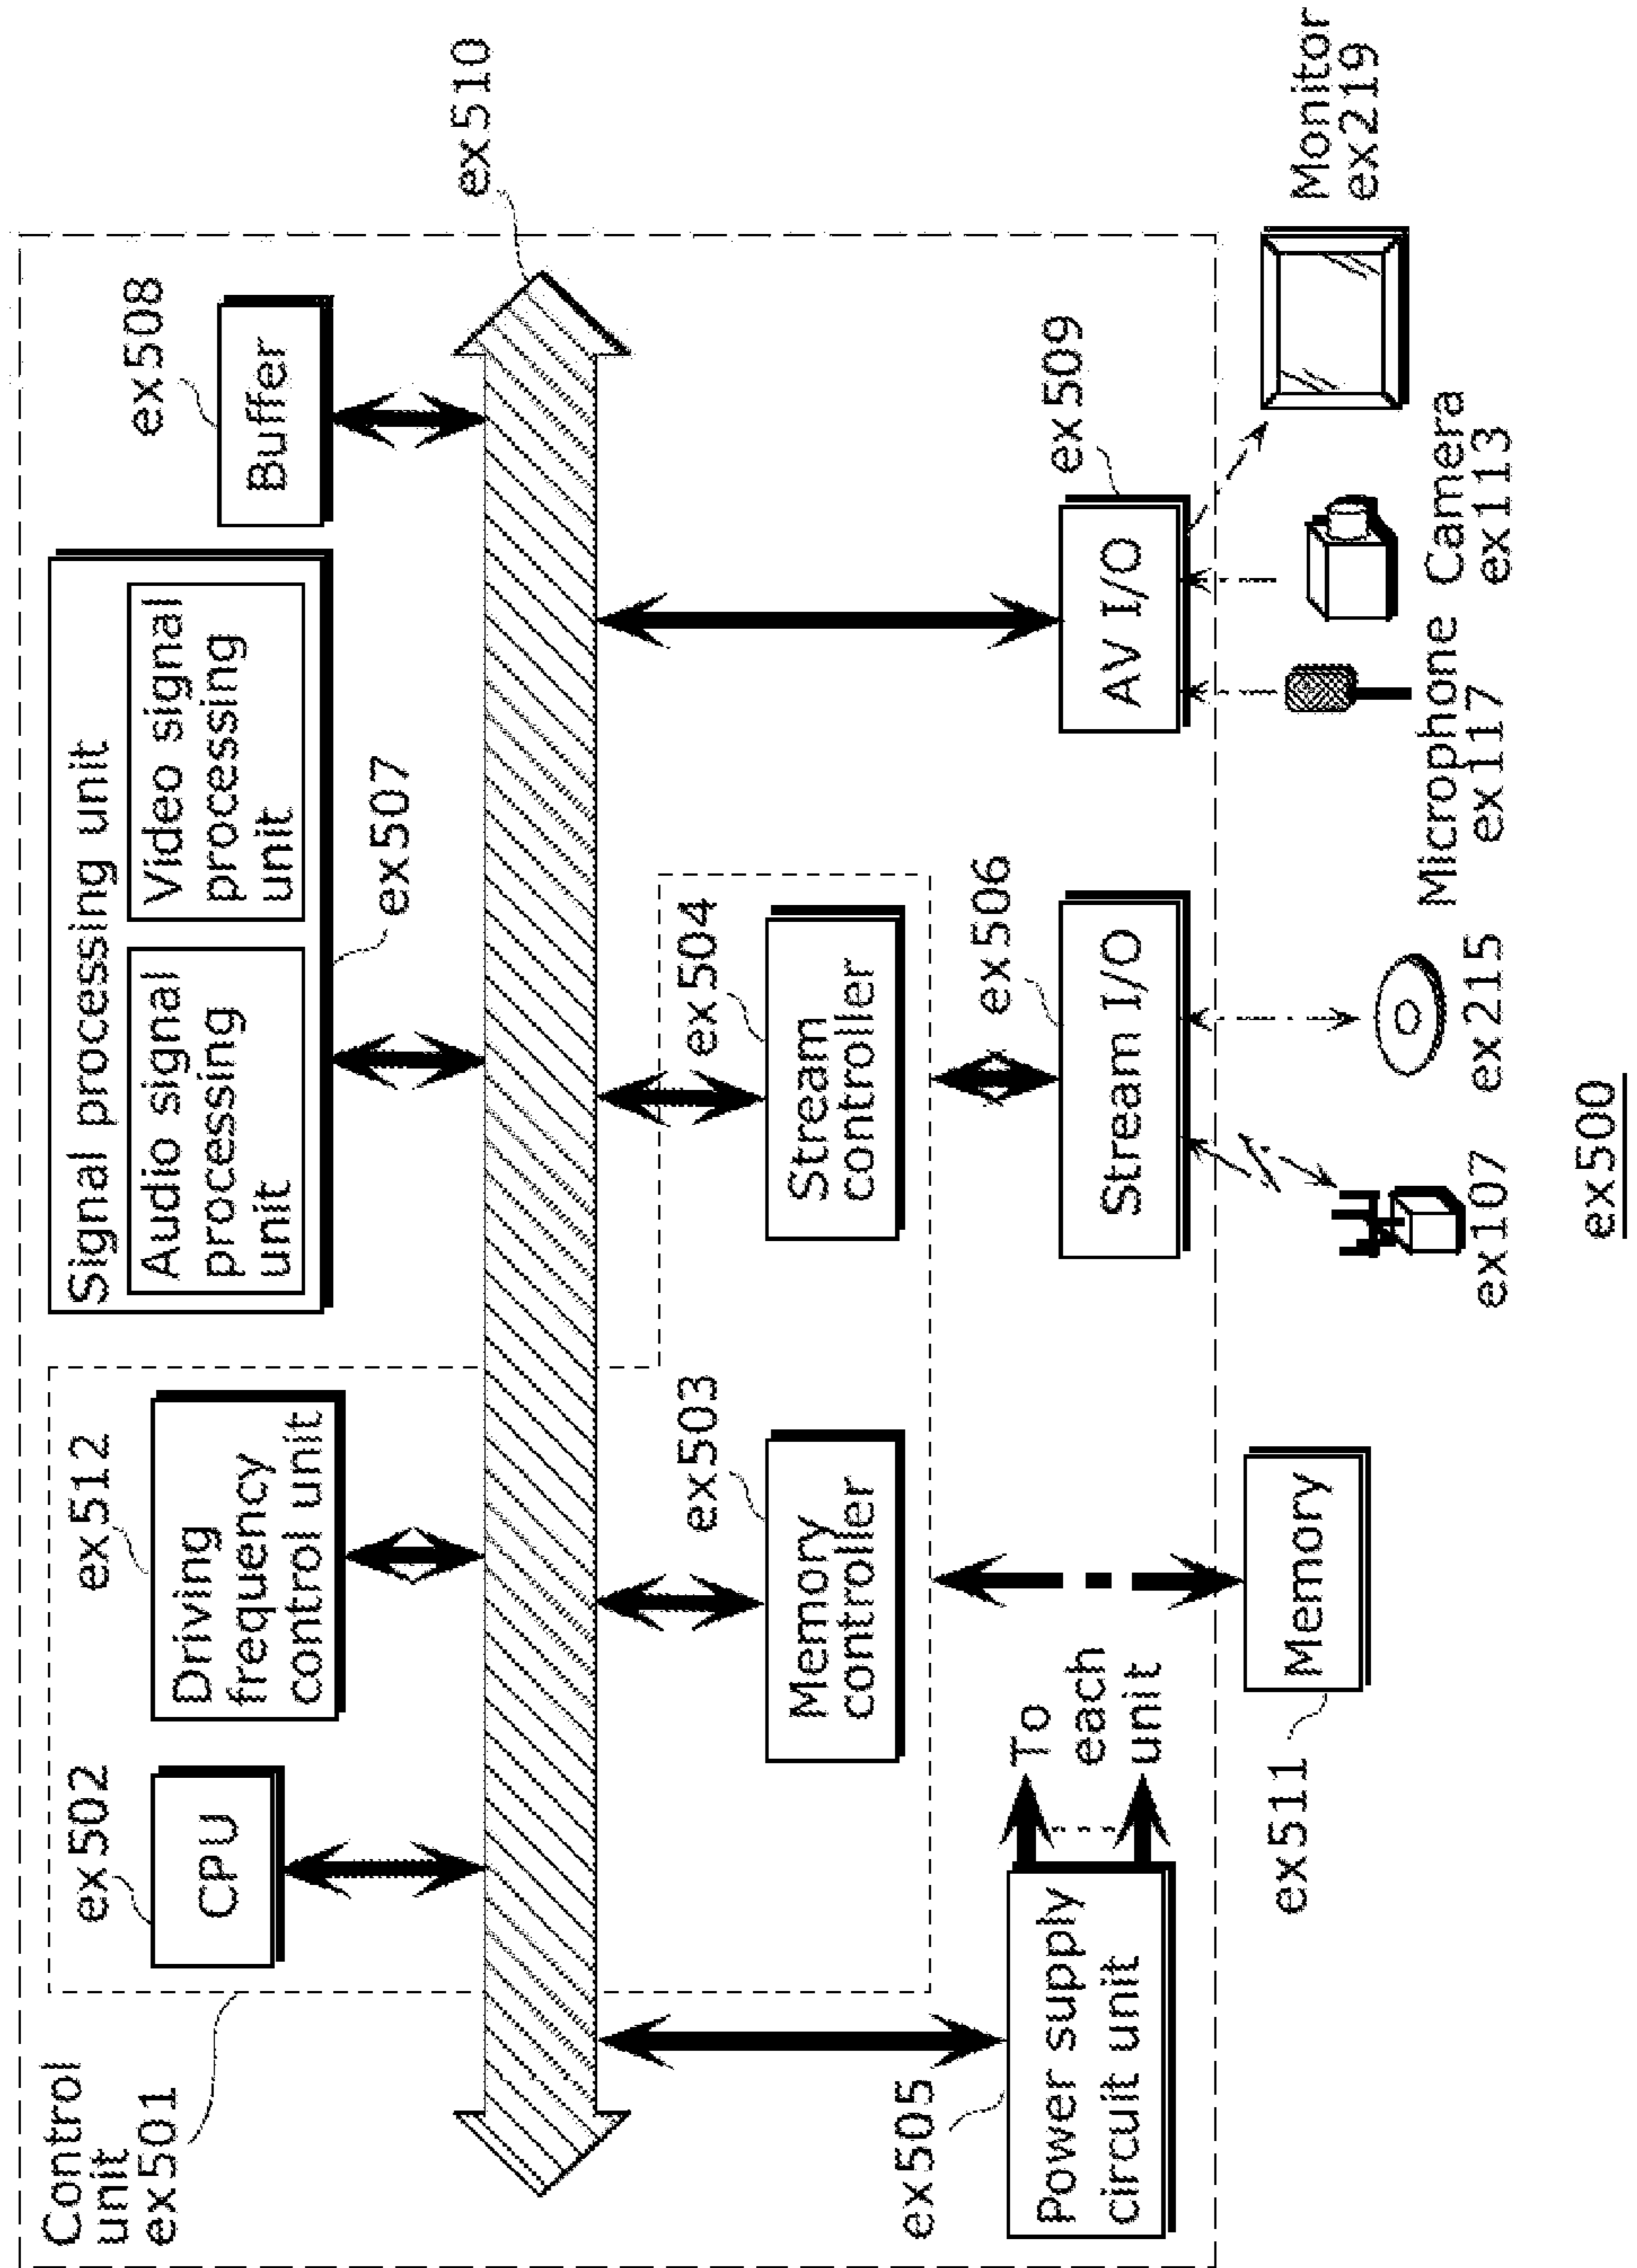 Control
unit
ex501
ex502
CPU
ex512
Driving
frequency
control unit
Signal processing unit
Audio signal
processing
unit
Video signal
processing
unit
ex507
ex508
Buffer
ex510
ex503
Memory
controller
ex504
Stream
controller
ex505
Power supply
circuit unit
To
each
unit
ex506
Stream I/O
ex509
AV I/O
ex511
Memory
ex107
ex215
Microphone
ex117
Camera
ex113
Monitor
ex219
ex500